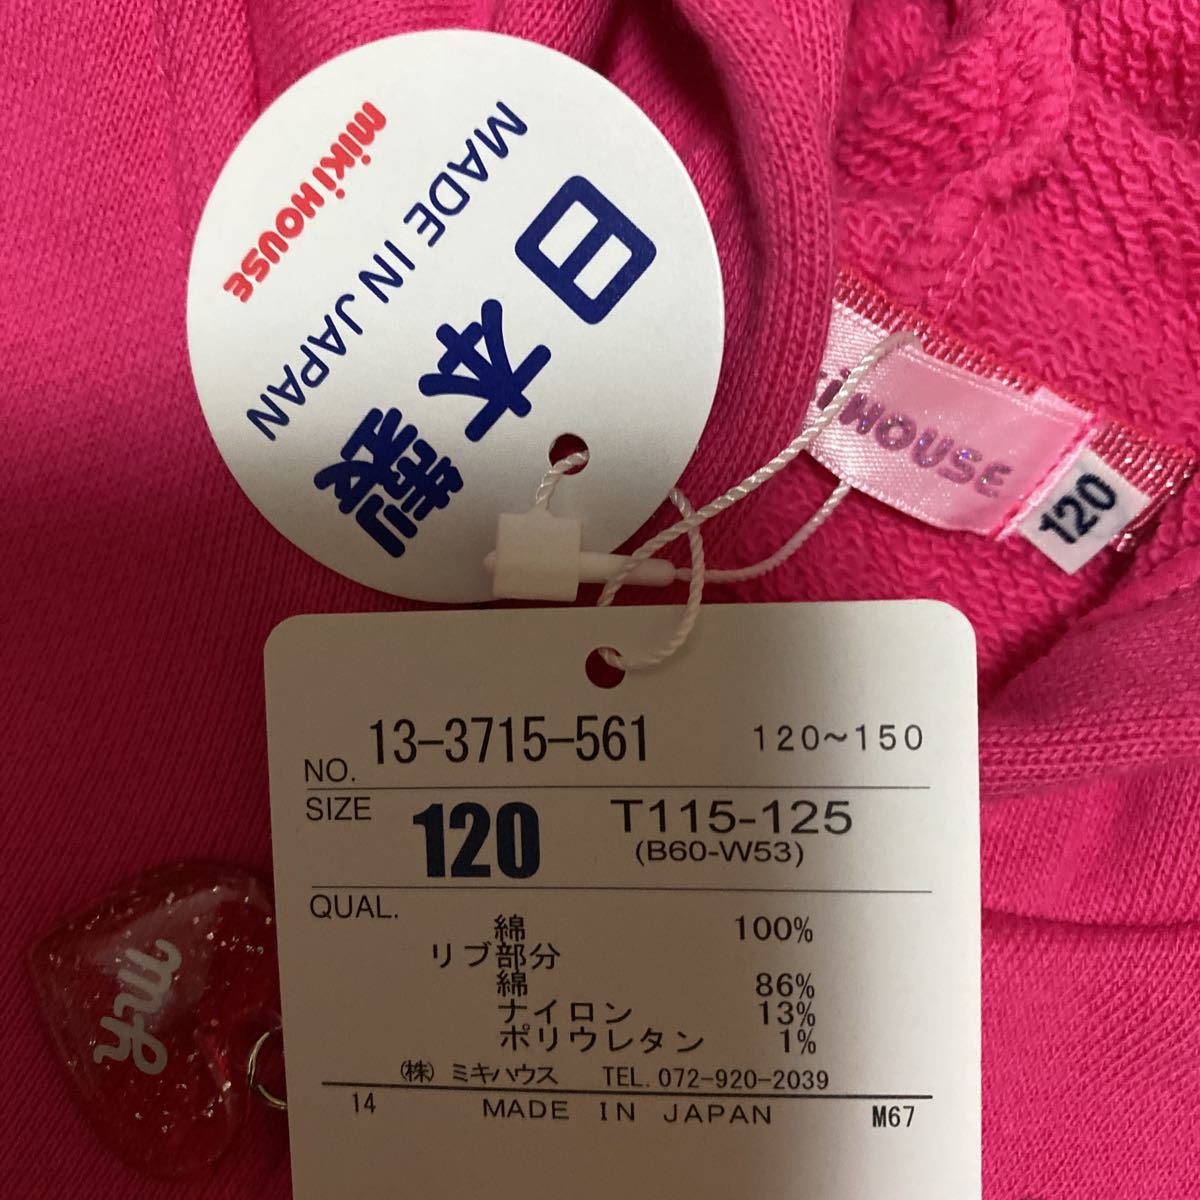 日本製
MADE IN JAPAN
mikiHOUSE
HOUSE
120
NO. 13-3715-561 120~150
SIZE 120 T115-125
(B60-W53)
QUAL.
綿 100%
リブ部分
綿 86%
ナイロン 13%
ポリウレタン 1%
(株) ミキハウス TEL. 072-920-2039
14 MADE IN JAPAN M67